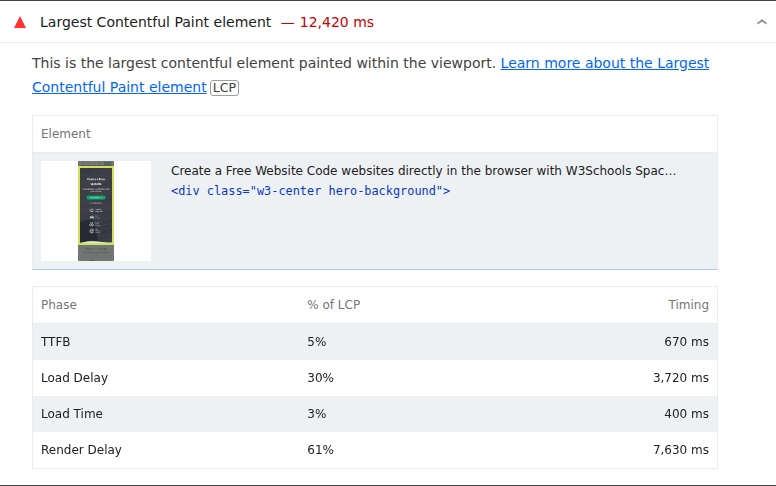 Largest Contentful Paint element — 12,420 ms
This is the largest contentful element painted within the viewport. Learn more about the Largest
Contentful Paint element LCP
Element
Create a Free Website Code websites directly in the browser with W3Schools Spac...
<div class="w3-center hero-background">
Phase % of LCP Timing
TTFB 5% 670 ms
Load Delay 30% 3,720 ms
Load Time 3% 400 ms
Render Delay 61% 7,630 ms